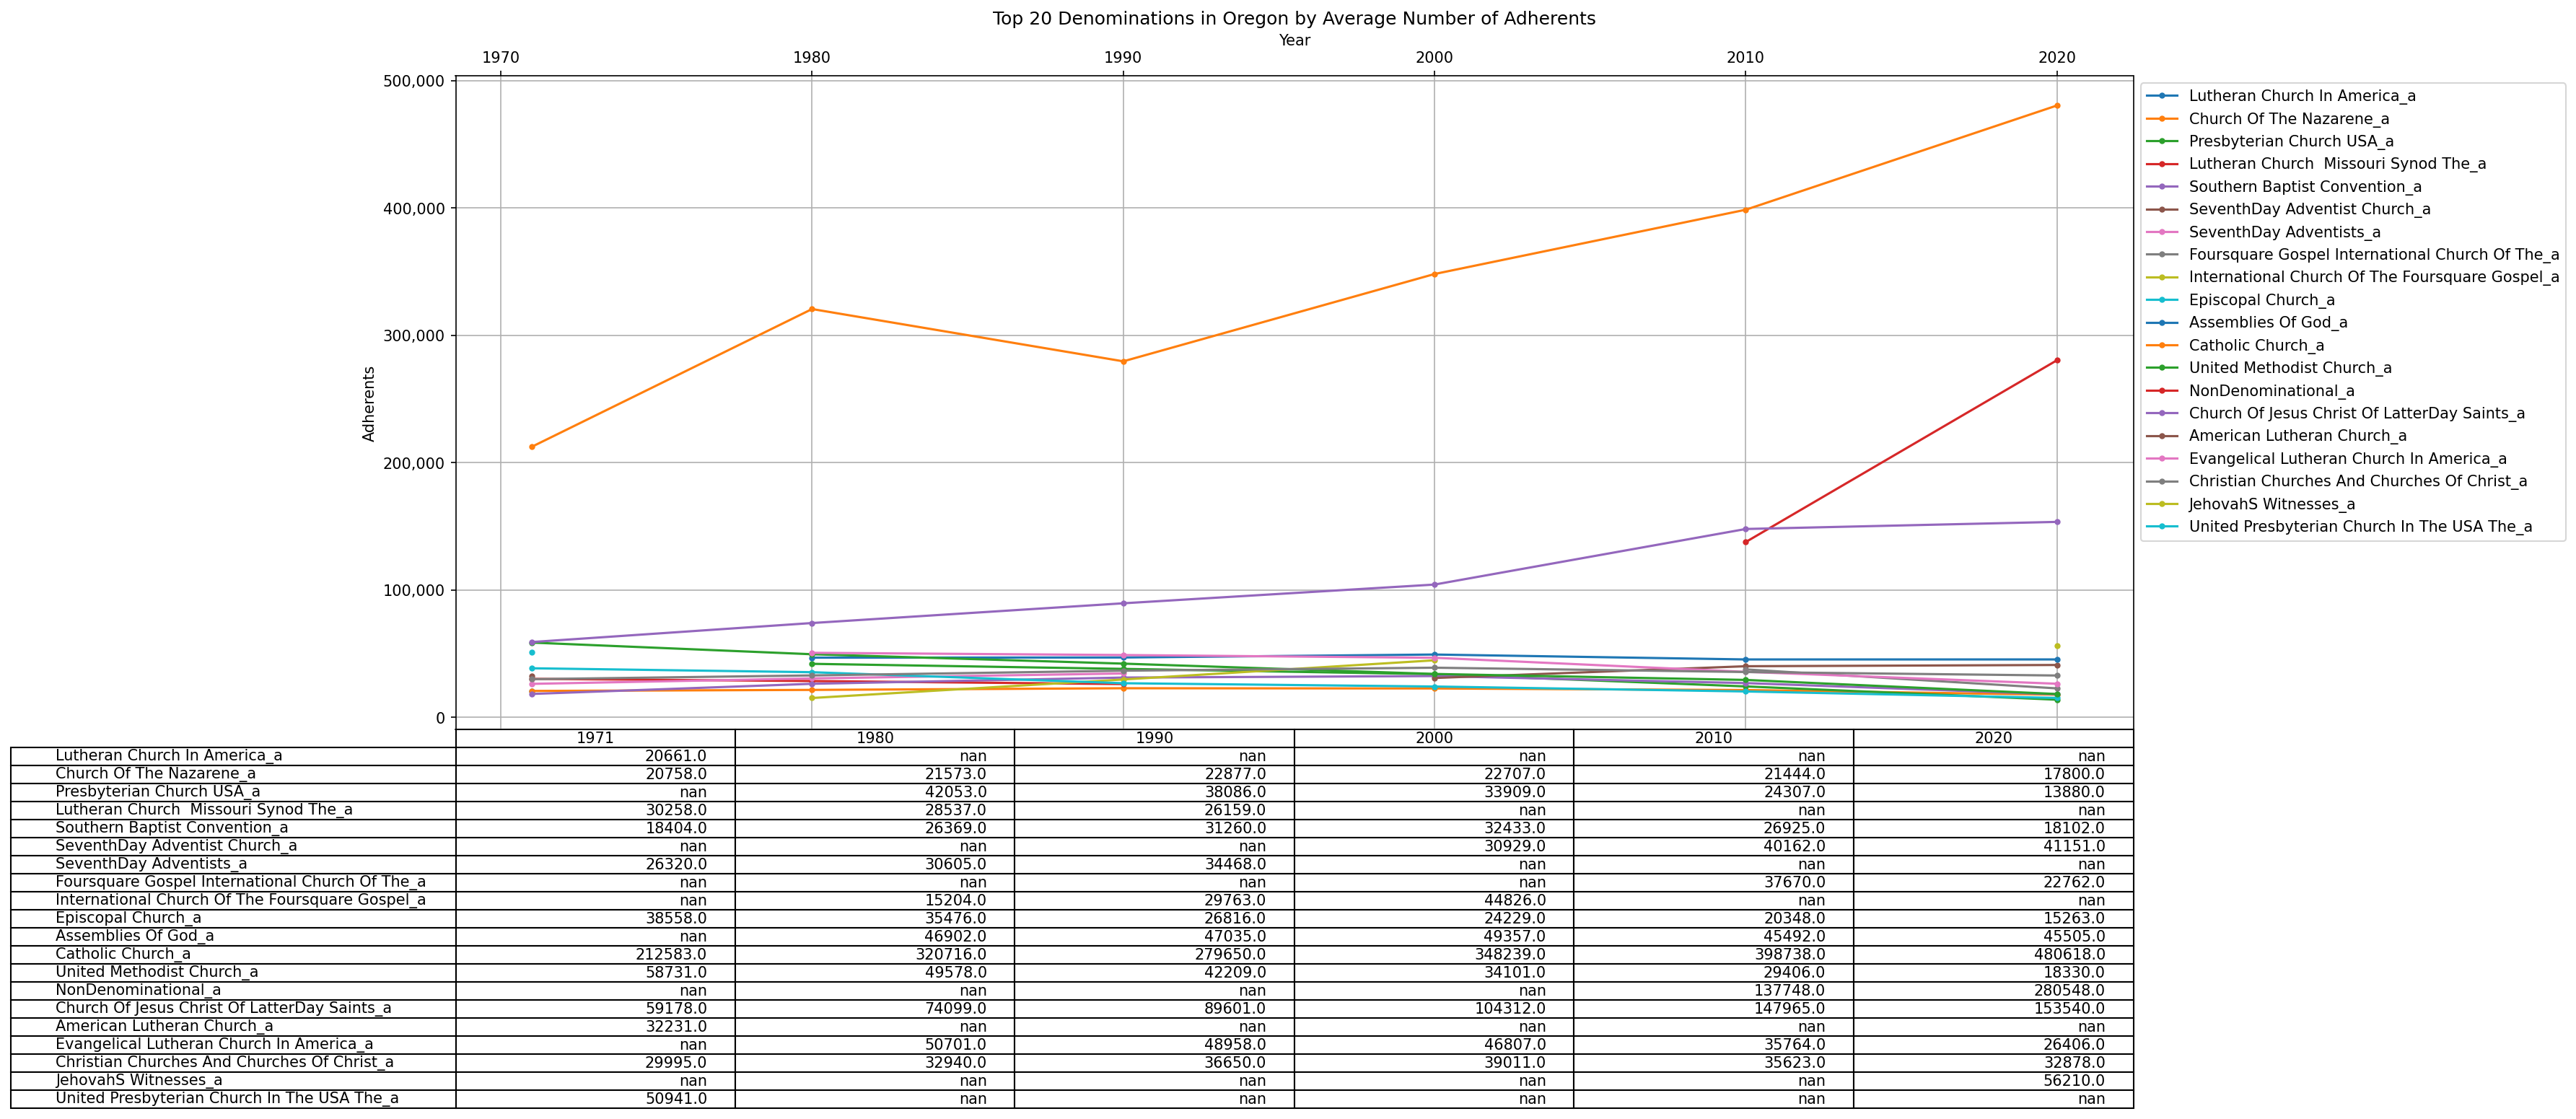 Top 20 Denominations in Oregon by Average Number of Adherents
Year
1970 1980 1990 2000 2010 2020
500,000
400,000
300,000
200,000
100,000
0
Adherents
Lutheran Church In America_a
Church Of The Nazarene_a
Presbyterian Church USA_a
Lutheran Church  Missouri Synod The_a
Southern Baptist Convention_a
SeventhDay Adventist Church_a
SeventhDay Adventists_a
Foursquare Gospel International Church Of The_a
International Church Of The Foursquare Gospel_a
Episcopal Church_a
Assemblies Of God_a
Catholic Church_a
United Methodist Church_a
NonDenominational_a
Church Of Jesus Christ Of LatterDay Saints_a
American Lutheran Church_a
Evangelical Lutheran Church In America_a
Christian Churches And Churches Of Christ_a
JehovahS Witnesses_a
United Presbyterian Church In The USA The_a
1971 1980 1990 2000 2010 2020
Lutheran Church In America_a 20661.0 nan nan nan nan nan
Church Of The Nazarene_a 20758.0 21573.0 22877.0 22707.0 21444.0 17800.0
Presbyterian Church USA_a nan 42053.0 38086.0 33909.0 24307.0 13880.0
Lutheran Church  Missouri Synod The_a 30258.0 28537.0 26159.0 nan nan nan
Southern Baptist Convention_a 18404.0 26369.0 31260.0 32433.0 26925.0 18102.0
SeventhDay Adventist Church_a nan nan nan 30929.0 40162.0 41151.0
SeventhDay Adventists_a 26320.0 30605.0 34468.0 nan nan nan
Foursquare Gospel International Church Of The_a nan nan nan nan 37670.0 22762.0
International Church Of The Foursquare Gospel_a nan 15204.0 29763.0 44826.0 nan nan
Episcopal Church_a 38558.0 35476.0 26816.0 24229.0 20348.0 15263.0
Assemblies Of God_a nan 46902.0 47035.0 49357.0 45492.0 45505.0
Catholic Church_a 212583.0 320716.0 279650.0 348239.0 398738.0 480618.0
United Methodist Church_a 58731.0 49578.0 42209.0 34101.0 29406.0 18330.0
NonDenominational_a nan nan nan nan 137748.0 280548.0
Church Of Jesus Christ Of LatterDay Saints_a 59178.0 74099.0 89601.0 104312.0 147965.0 153540.0
American Lutheran Church_a 32231.0 nan nan nan nan nan
Evangelical Lutheran Church In America_a nan 50701.0 48958.0 46807.0 35764.0 26406.0
Christian Churches And Churches Of Christ_a 29995.0 32940.0 36650.0 39011.0 35623.0 32878.0
JehovahS Witnesses_a nan nan nan nan nan 56210.0
United Presbyterian Church In The USA The_a 50941.0 nan nan nan nan nan